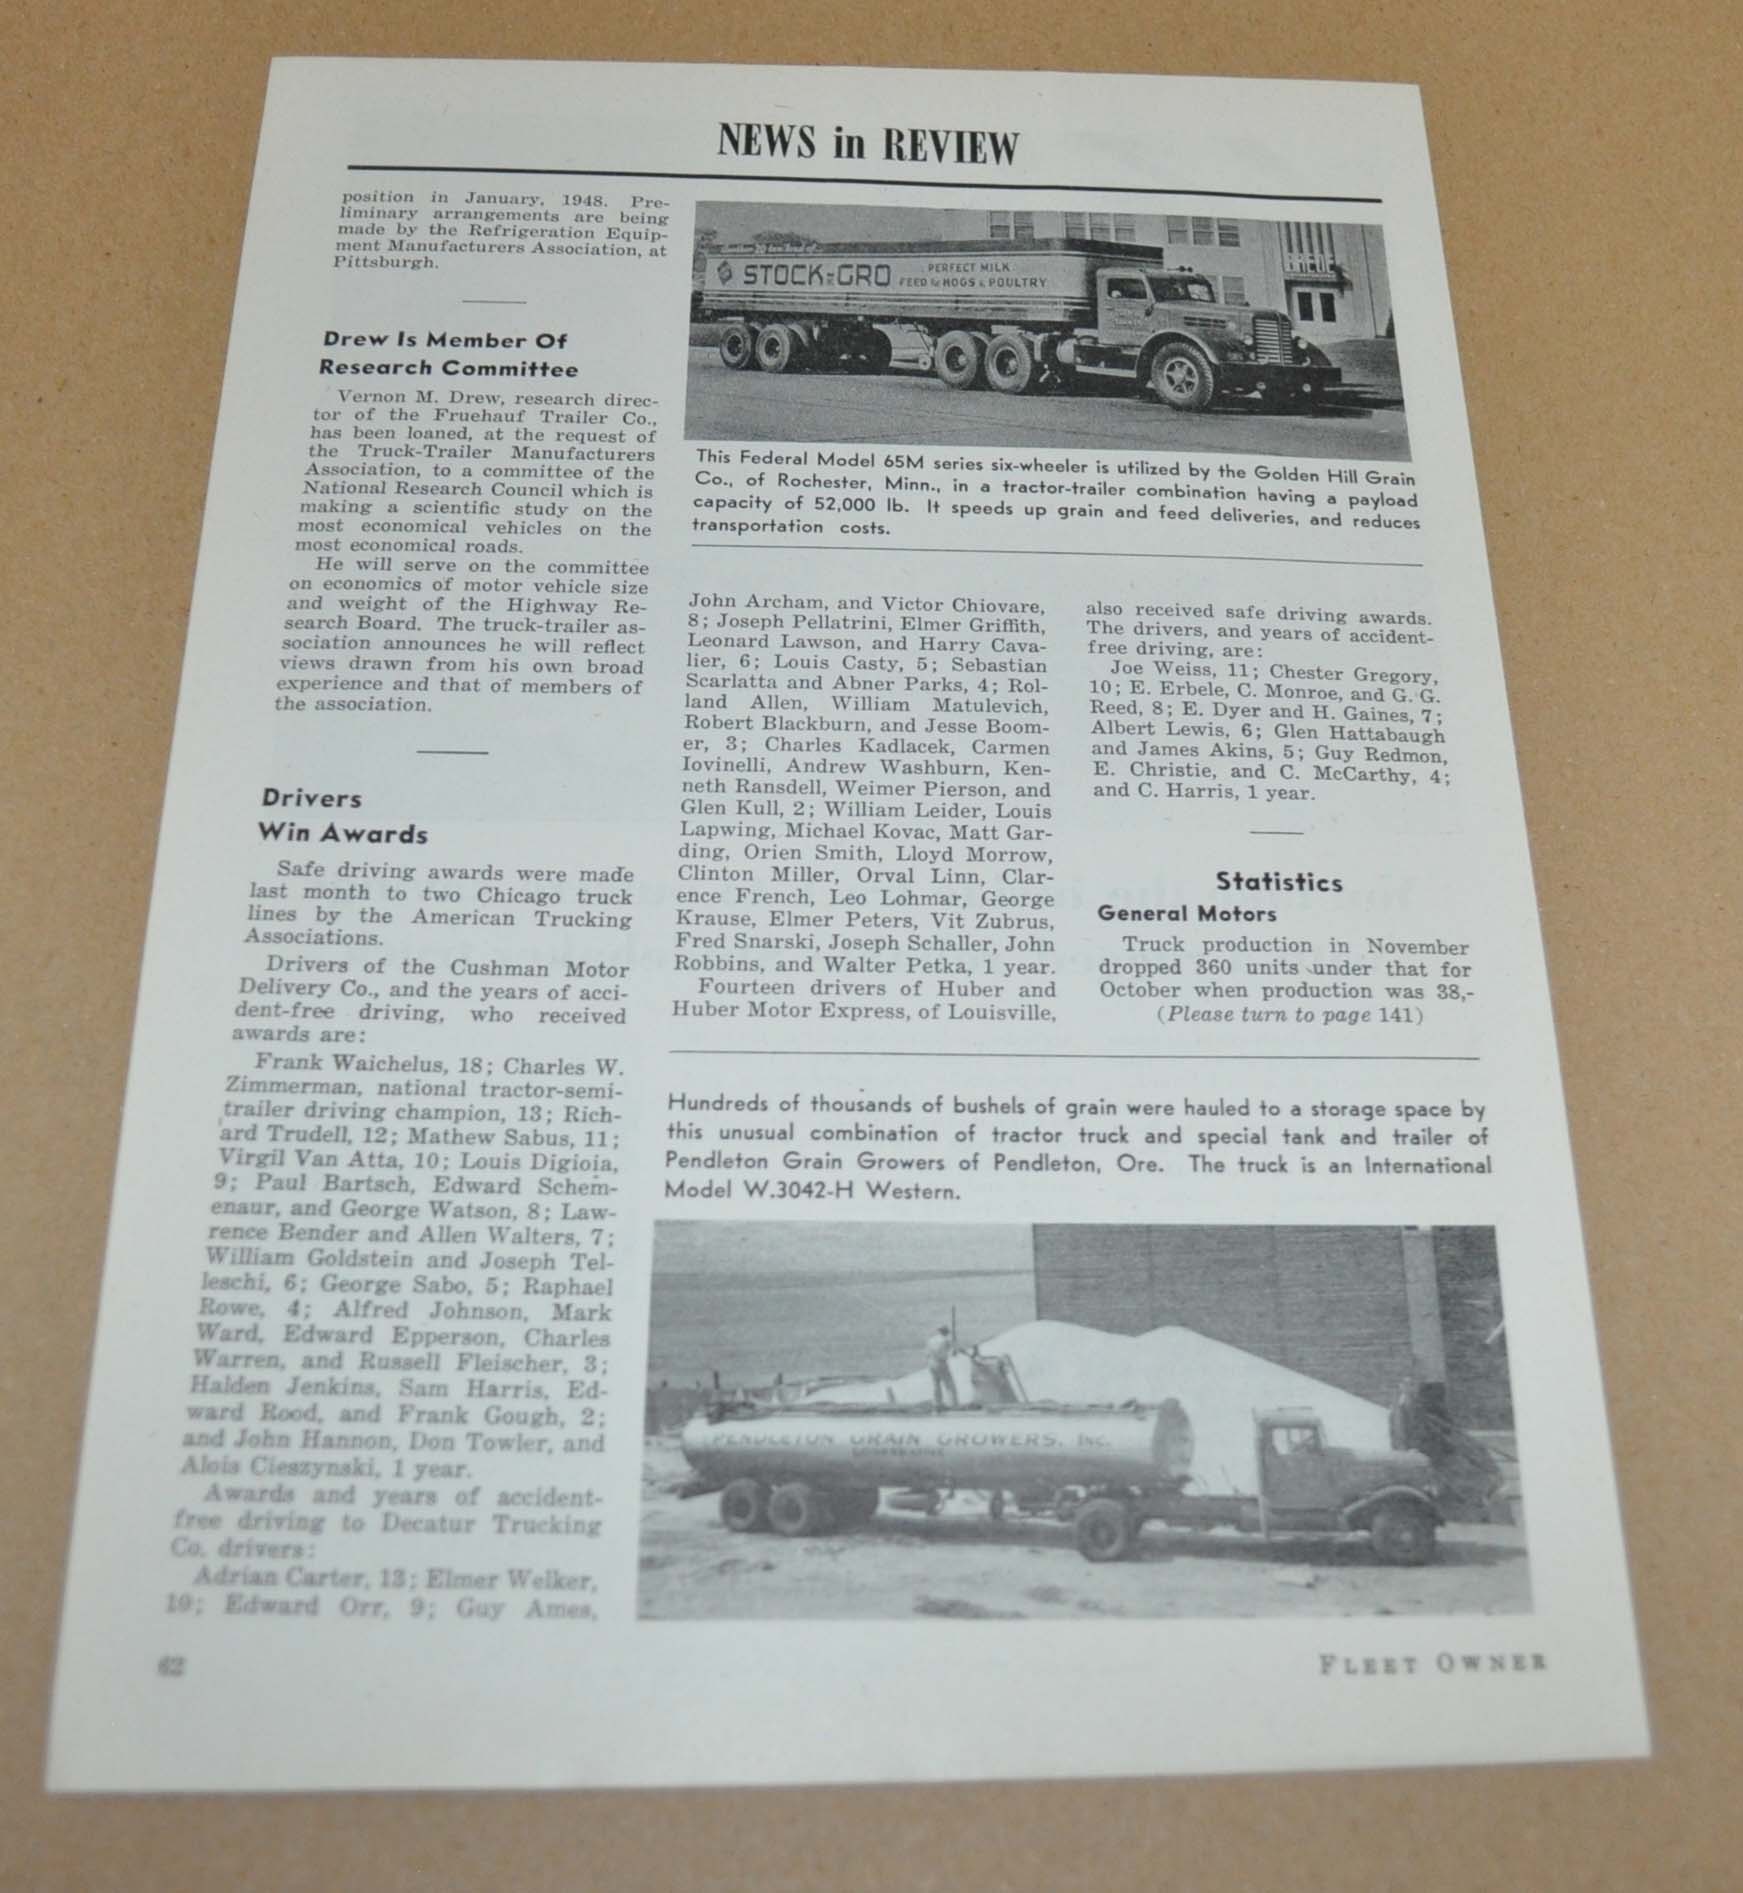 NEWS in REVIEW
position in January, 1948. Pre-
liminary arrangements are being
made by the Refrigeration Equip-
ment Manufacturers Association, at
Pittsburgh.
Drew Is Member Of
Research Committee
Vernon M. Drew, research direc-
tor of the Fruehauf Trailer Co.,
has been loaned, at the request of
the Truck-Trailer Manufacturers
Association, to a committee of the
National Research Council which is
making a scientific study on the
most economical vehicles on the
most economical roads.
He will serve on the committee
on economics of motor vehicle size
and weight of the Highway Re-
search Board. The truck-trailer as-
sociation announces he will reflect
views drawn from his own broad
experience and that of members of
the association.
Drivers
Win Awards
Safe driving awards were made
last month to two Chicago truck
lines by the American Trucking
Associations.
Drivers of the Cushman Motor
Delivery Co., and the years of acci-
dent-free driving, who received
awards are:
Frank Waichelus, 18; Charles W.
Zimmerman, national tractor-semi-
trailer driving champion, 13; Rich-
ard Trudell, 12; Mathew Sabus, 11;
Virgil Van Atta, 10; Louis Digioia,
9; Paul Bartsch, Edward Schem-
enaur, and George Watson, 8; Law-
rence Bender and Allen Walters, 7;
William Goldstein and Joseph Tel-
leschi, 6; George Sabo, 5; Raphael
Rowe, 4; Alfred Johnson, Mark
Ward, Edward Epperson, Charles
Warren, and Russell Fleischer, 3;
Halden Jenkins, Sam Harris, Ed-
ward Rood, and Frank Gough, 2;
and John Hannon, Don Towler, and
Alois Cieszynski, 1 year.
Awards and years of accident-
free driving to Decatur Trucking
Co. drivers:
Adrian Carter, 13; Elmer Welker,
10; Edward Orr, 9; Guy Ames,
STOCK-GRO PERFECT MILK
FEED for HOGS & POULTRY
This Federal Model 65M series six-wheeler is utilized by the Golden Hill Grain
Co., of Rochester, Minn., in a tractor-trailer combination having a payload
capacity of 52,000 lb. It speeds up grain and feed deliveries, and reduces
transportation costs.
John Archam, and Victor Chiovare,
8; Joseph Pellatrini, Elmer Griffith,
Leonard Lawson, and Harry Cava-
lier, 6; Louis Casty, 5; Sebastian
Scarlatta and Abner Parks, 4; Rol-
land Allen, William Matulevich,
Robert Blackburn, and Jesse Boom-
er, 3; Charles Kadlacek, Carmen
Iovinelli, Andrew Washburn, Ken-
neth Ransdell, Weimer Pierson, and
Glen Kull, 2; William Leider, Louis
Lapwing, Michael Kovac, Matt Gar-
ding, Orien Smith, Lloyd Morrow,
Clinton Miller, Orval Linn, Clar-
ence French, Leo Lohmar, George
Krause, Elmer Peters, Vit Zubrus,
Fred Snarski, Joseph Schaller, John
Robbins, and Walter Petka, 1 year.
Fourteen drivers of Huber and
Huber Motor Express, of Louisville,
also received safe driving awards.
The drivers, and years of accident-
free driving, are:
Joe Weiss, 11; Chester Gregory,
10; E. Erbele, C. Monroe, and G. G.
Reed, 8; E. Dyer and H. Gaines, 7;
Albert Lewis, 6; Glen Hattabaugh
and James Akins, 5; Guy Redmon,
E. Christie, and C. McCarthy, 4;
and C. Harris, 1 year.
Statistics
General Motors
Truck production in November
dropped 360 units under that for
October when production was 38,-
(Please turn to page 141)
Hundreds of thousands of bushels of grain were hauled to a storage space by
this unusual combination of tractor truck and special tank and trailer of
Pendleton Grain Growers of Pendleton, Ore. The truck is an International
Model W.3042-H Western.
PENDLETON GRAIN GROWERS, INC.
62
FLEET OWNER